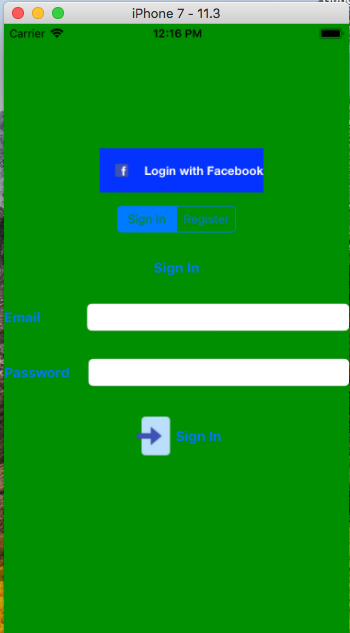 iPhone 7 - 11.3
Carrier 12:16 PM
f Login with Facebook
Sign In Register
Sign In
Email
Password
Sign In